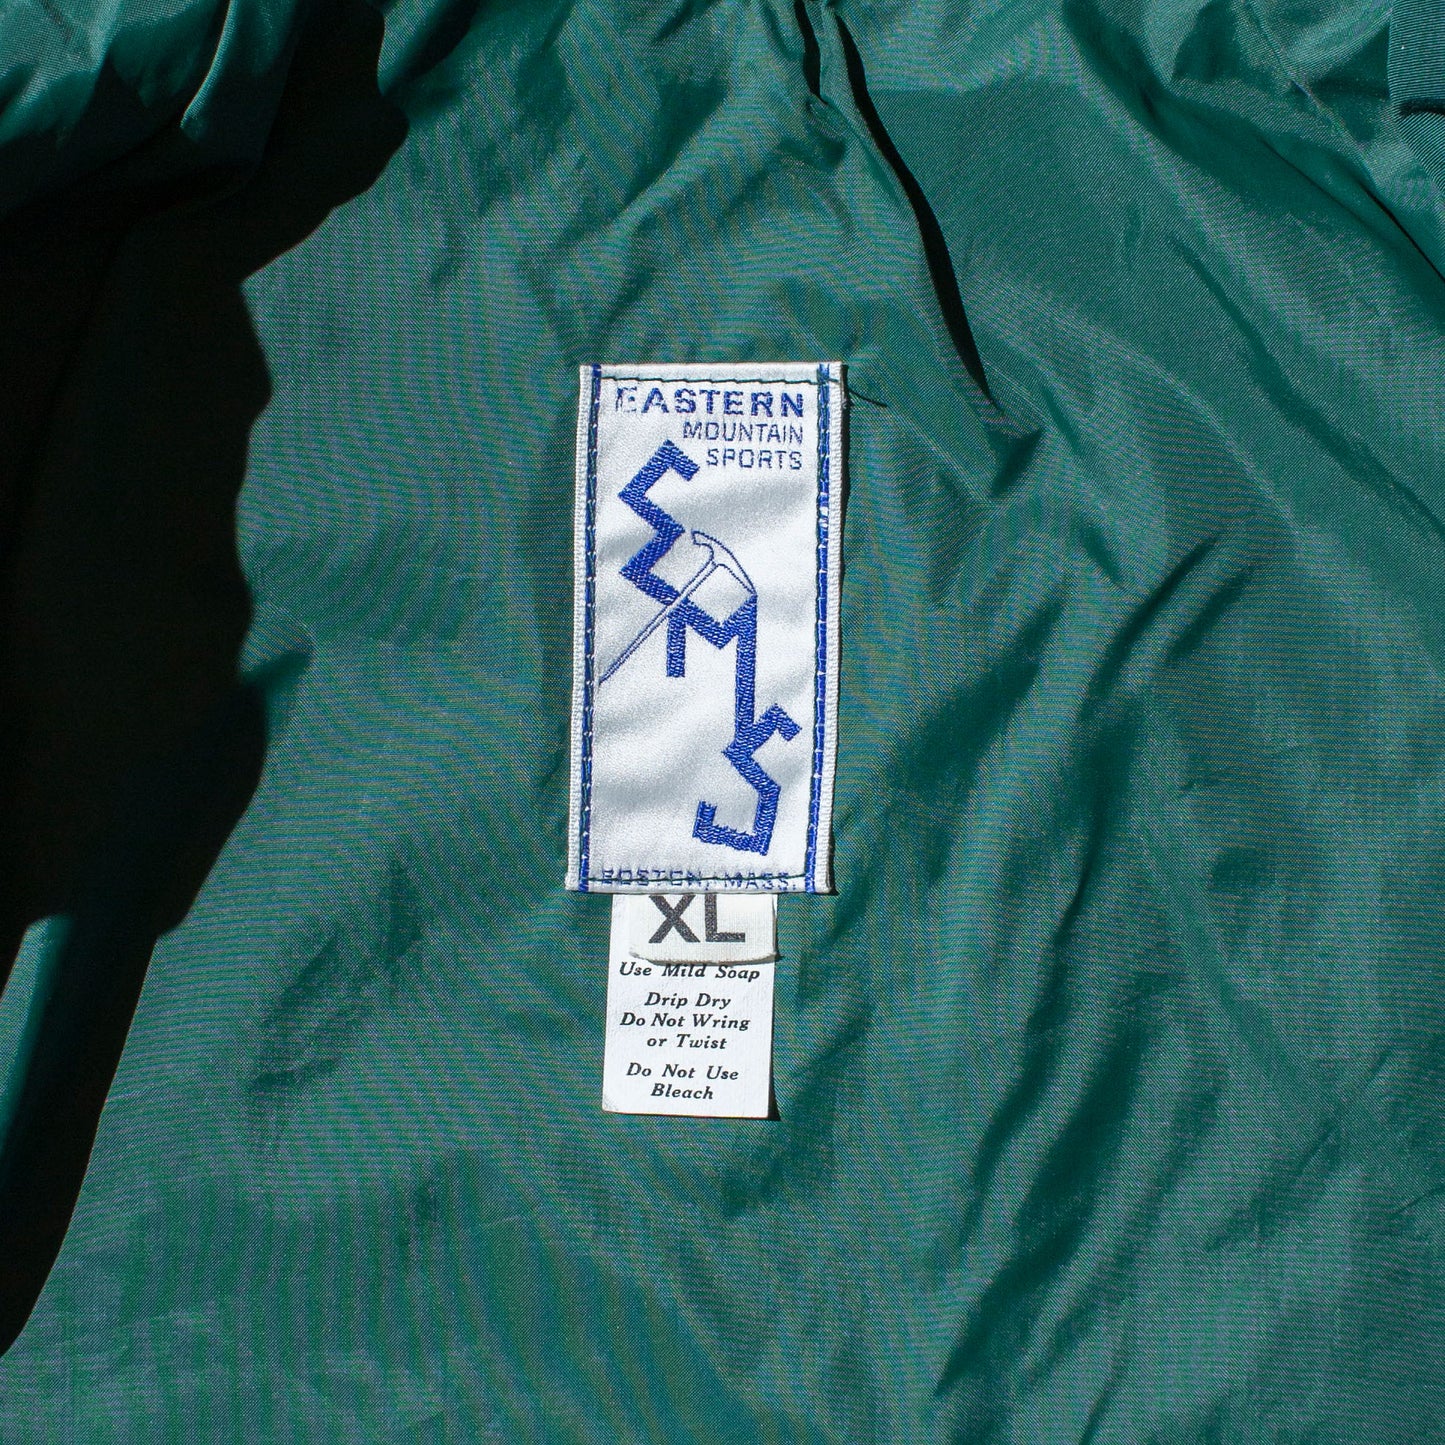 EASTERN
MOUNTAIN
SPORTS
EMS
BOSTON, MASS.
XL
Use Mild Soap
Drip Dry
Do Not Wring
or Twist
Do Not Use
Bleach